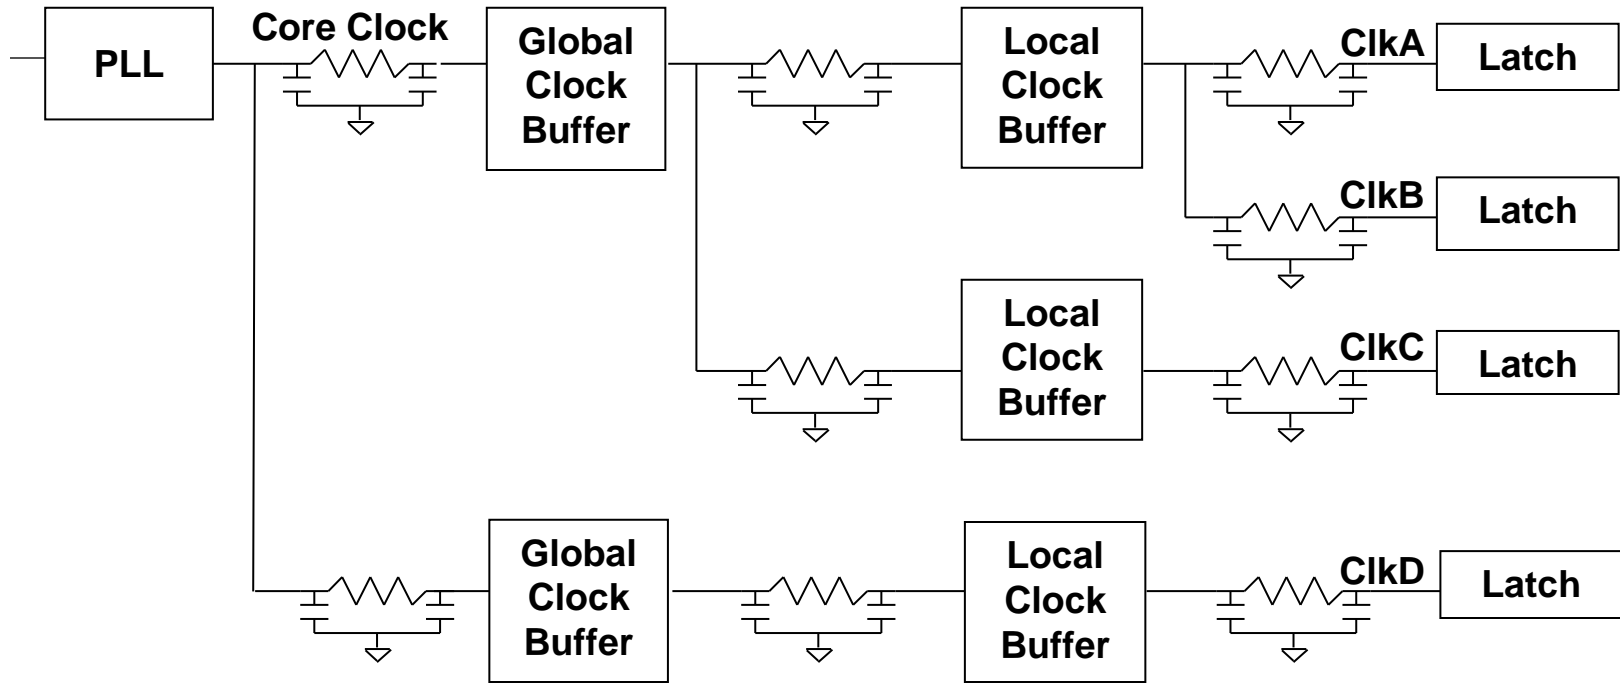 Core Clock
PLL
Global
Clock
Buffer
Local
Clock
Buffer
ClkA
Latch
ClkB
Latch
Local
Clock
Buffer
ClkC
Latch
Global
Clock
Buffer
Local
Clock
Buffer
ClkD
Latch